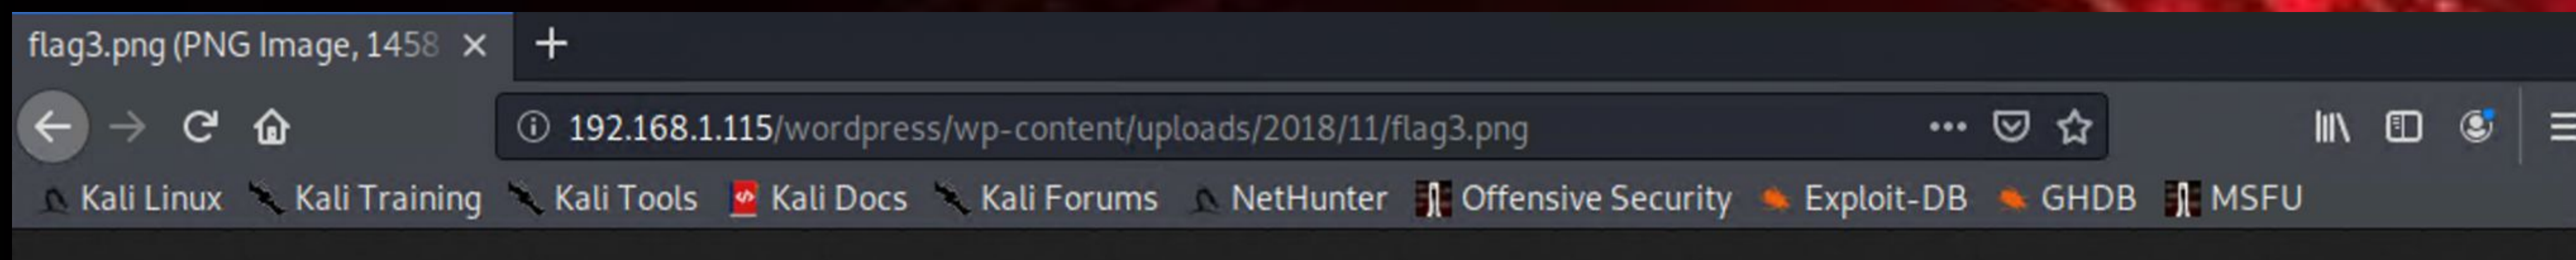 flag3.png (PNG Image, 1458
192.168.1.115/wordpress/wp-content/uploads/2018/11/flag3.png
Kali Linux Kali Training Kali Tools Kali Docs Kali Forums NetHunter Offensive Security Exploit-DB GHDB MSFU